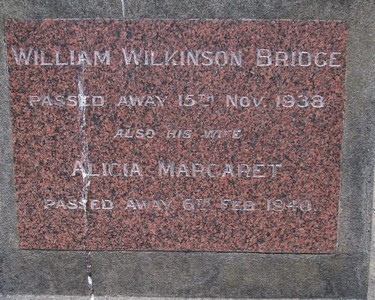 WILLIAM WILKINSON BRIDGE
PASSED AWAY 15TH NOV. 1938
ALSO HIS WIFE
ALICIA MARGARET
PASSED AWAY 6TH FEB 1940.